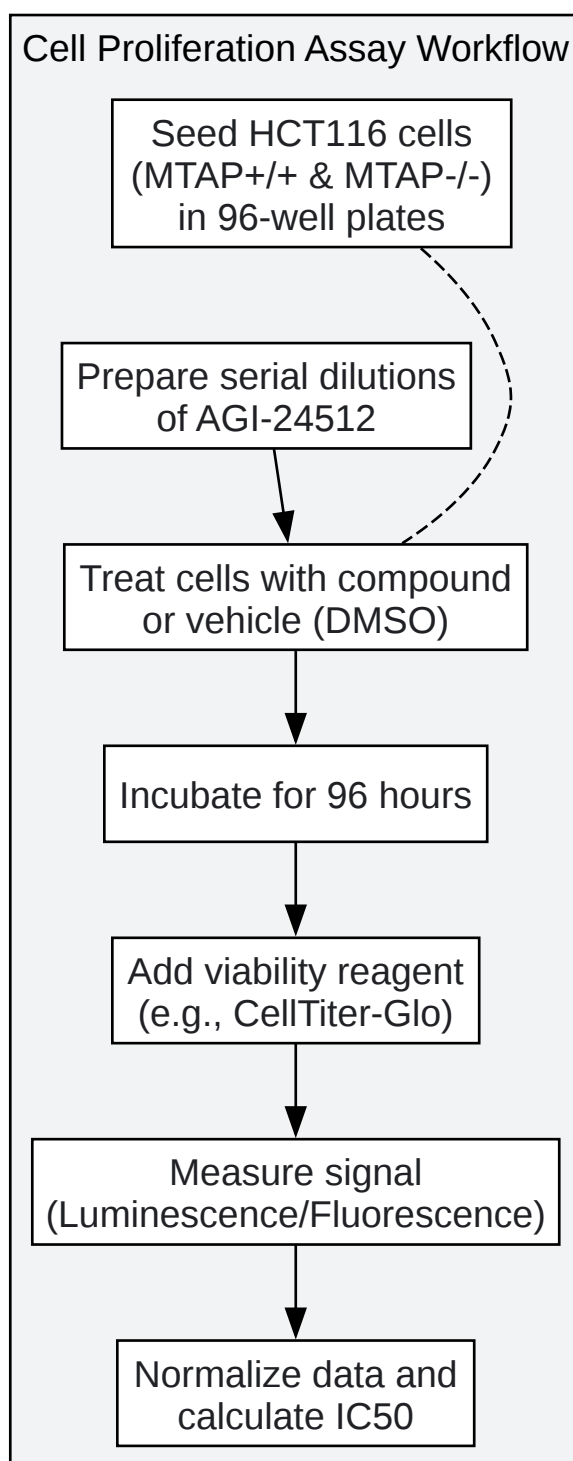 Cell Proliferation Assay Workflow
Seed HCT116 cells
(MTAP+/+ & MTAP-/-)
in 96-well plates
Prepare serial dilutions
of AGI-24512
Treat cells with compound
or vehicle (DMSO)
Incubate for 96 hours
Add viability reagent
(e.g., CellTiter-Glo)
Measure signal
(Luminescence/Fluorescence)
Normalize data and
calculate IC50